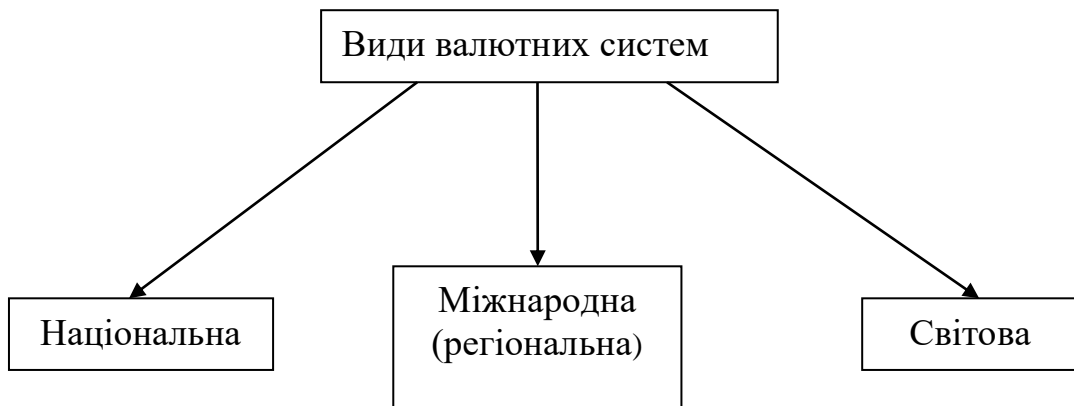 Види валютних систем
Національна
Міжнародна
(регіональна)
Світова